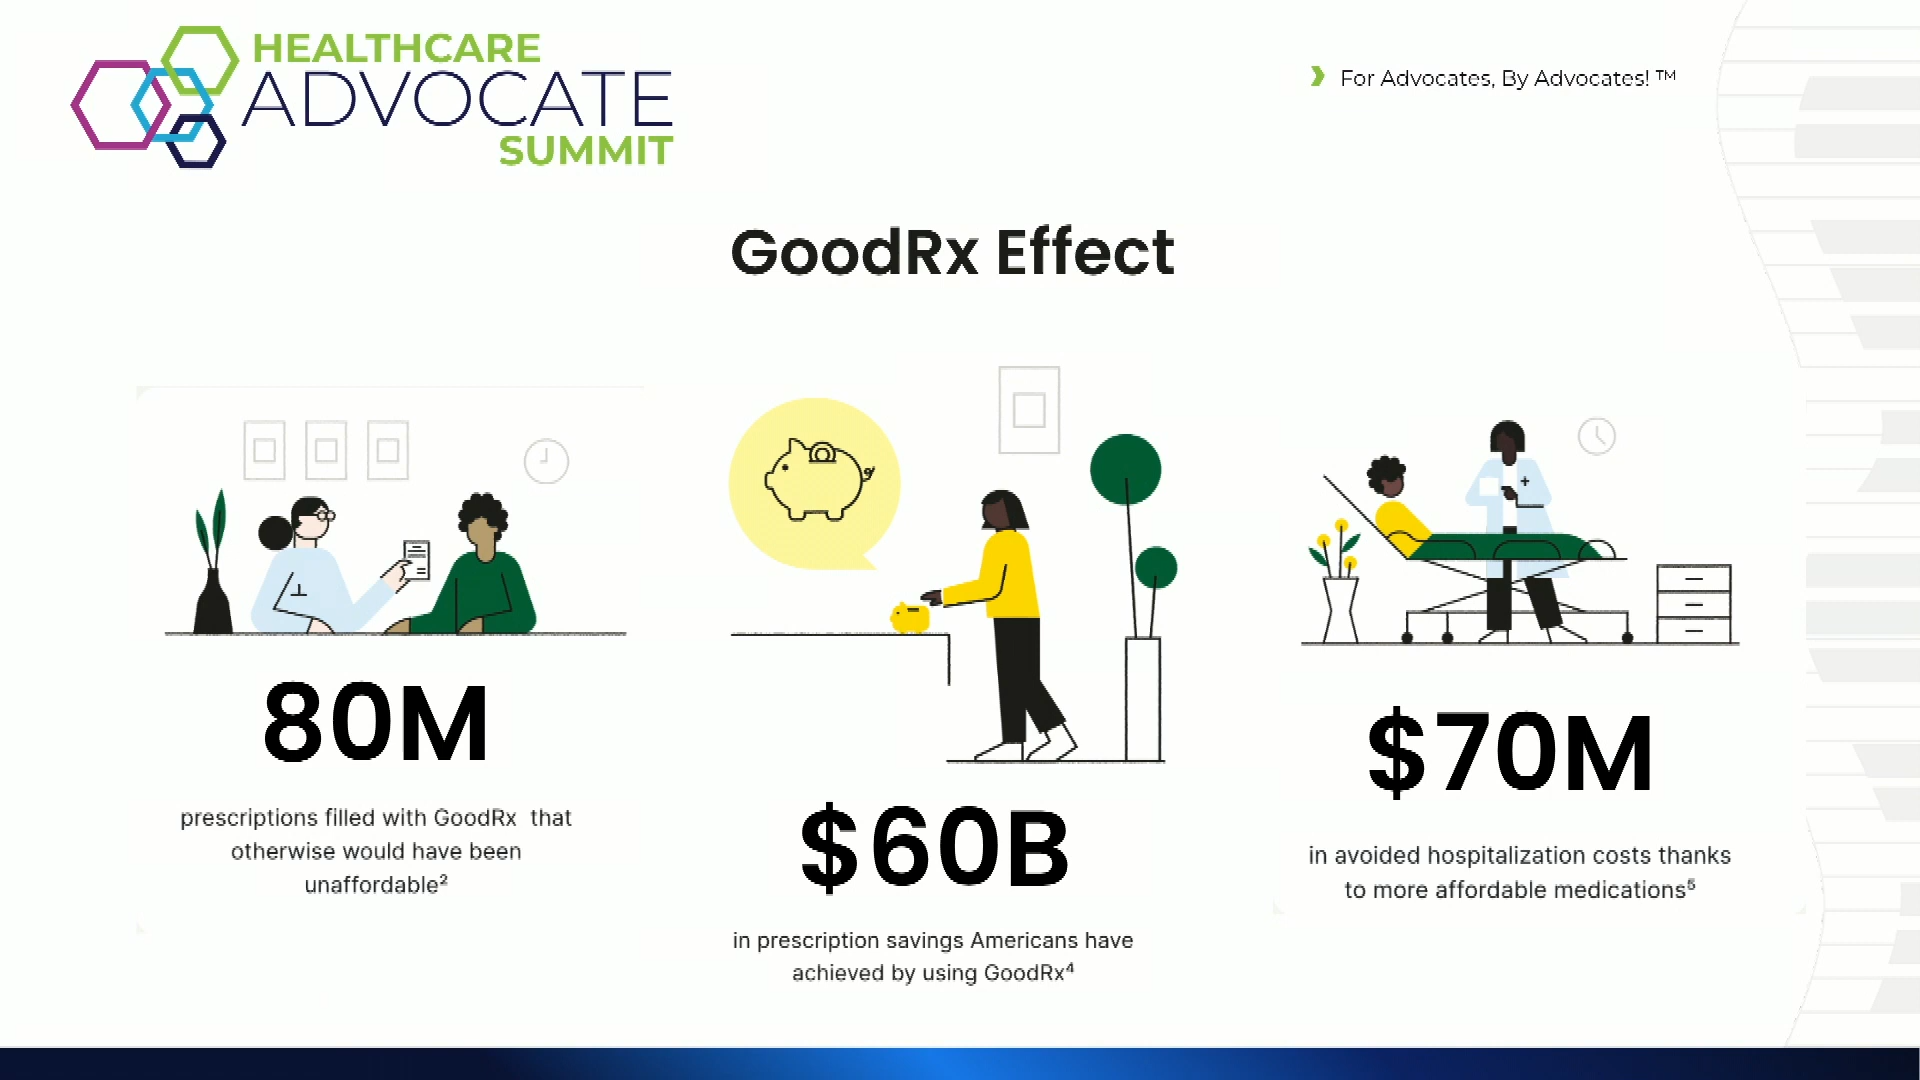 HEALTHCARE
ADVOCATE
SUMMIT
For Advocates, By Advocates! ™
GoodRx Effect
80M
prescriptions filled with GoodRx that
otherwise would have been
unaffordable²
$60B
in prescription savings Americans have
achieved by using GoodRx⁴
$70M
in avoided hospitalization costs thanks
to more affordable medications⁵